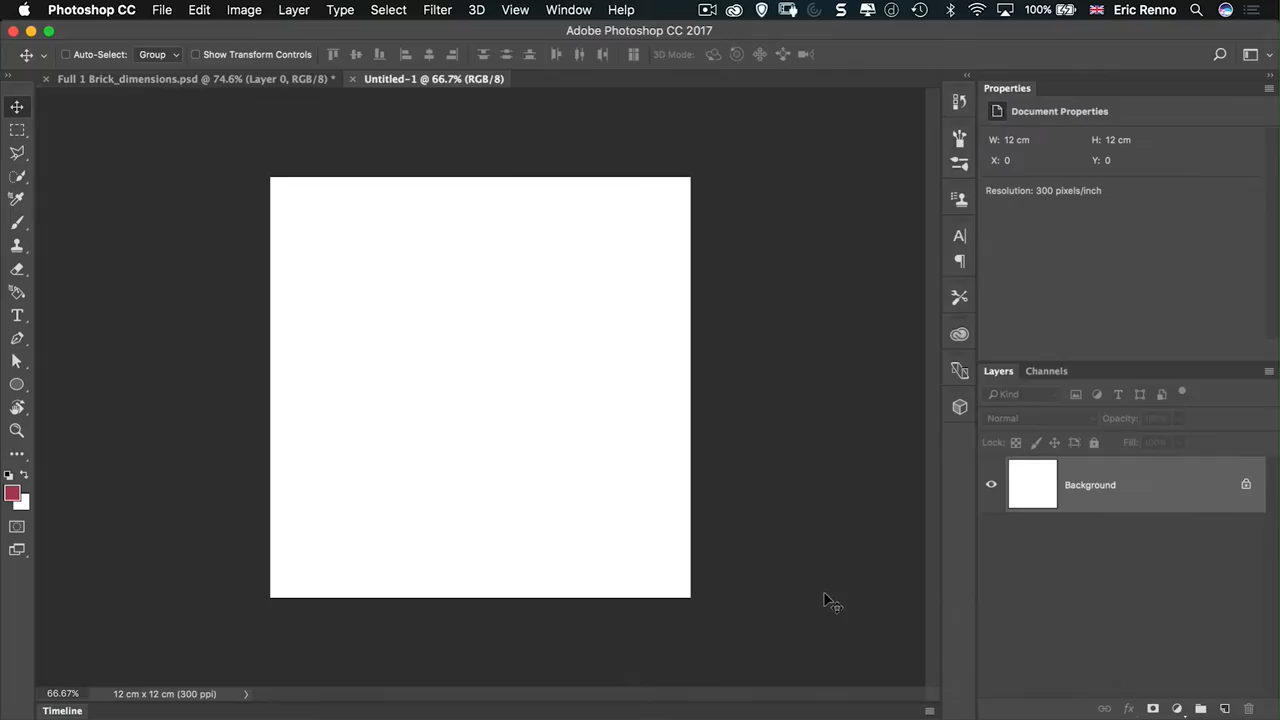 Photoshop CC File Edit Image Layer Type Select Filter 3D View Window Help 100% Eric Renno
Adobe Photoshop CC 2017
Auto-Select: Group Show Transform Controls 3D Mode:
Full 1 Brick_dimensions.psd @ 74.6% (Layer 0, RGB/8) * Untitled-1 @ 66.7% (RGB/8)
Properties
Document Properties
W: 12 cm H: 12 cm
X: 0 Y: 0
Resolution: 300 pixels/inch
Layers Channels
Kind
Normal Opacity: 100%
Lock: Fill: 100%
Background
66.67% 12 cm x 12 cm (300 ppi)
Timeline